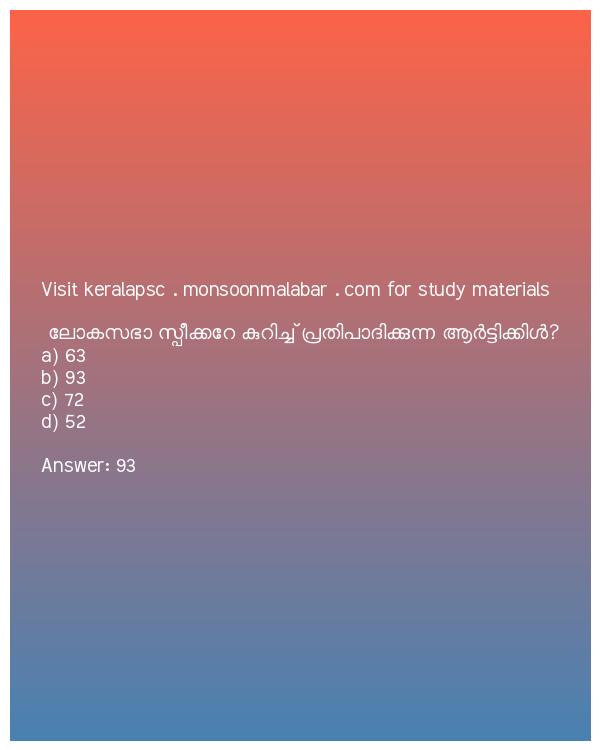 Visit keralapsc . monsoonmalabar . com for study materials
ലോകസഭാ സ്പീക്കറേ കുറിച്ച് പ്രതിപാദിക്കുന്ന ആർട്ടിക്കിൾ?
a) 63
b) 93
c) 72
d) 52
Answer: 93